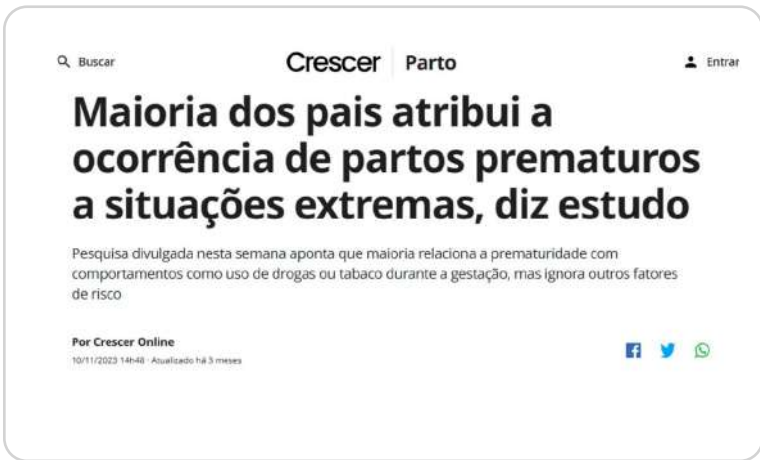 Buscar
Crescer
Parto
Entrar
Maioria dos pais atribui a
ocorrência de partos prematuros
a situações extremas, diz estudo
Pesquisa divulgada nesta semana aponta que maioria relaciona a prematuridade com
comportamentos como uso de drogas ou tabaco durante a gestação, mas ignora outros fatores
de risco
Por Crescer Online
10/11/2023 14h48 · Atualizado há 3 meses